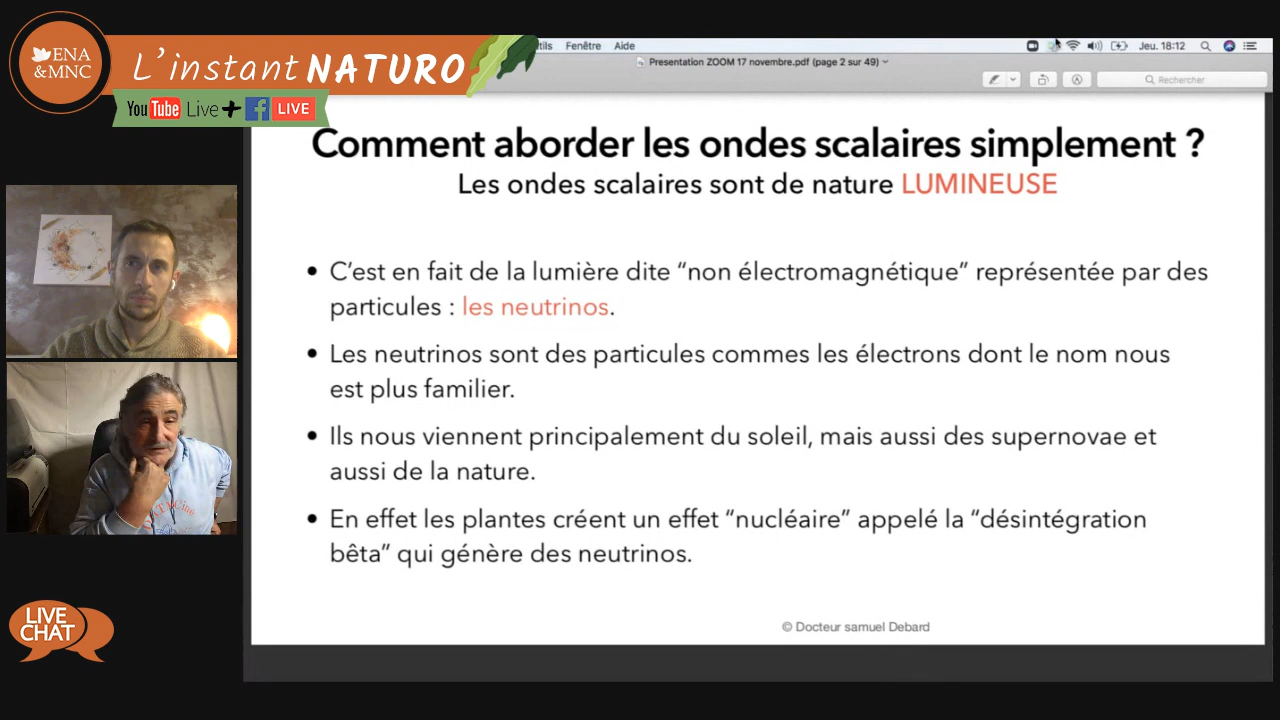 ENA
&MNC
L'instant NATURO
YouTube Live + f LIVE
tils Fenêtre Aide
Jeu. 18:12
Presentation ZOOM 17 novembre.pdf (page 2 sur 49)
Rechercher
Comment aborder les ondes scalaires simplement ?
Les ondes scalaires sont de nature LUMINEUSE
• C'est en fait de la lumière dite “non électromagnétique” représentée par des
particules : les neutrinos.
• Les neutrinos sont des particules commes les électrons dont le nom nous
est plus familier.
• Ils nous viennent principalement du soleil, mais aussi des supernovae et
aussi de la nature.
• En effet les plantes créent un effet “nucléaire” appelé la “désintégration
bêta” qui génère des neutrinos.
© Docteur samuel Debard
LIVE
CHAT